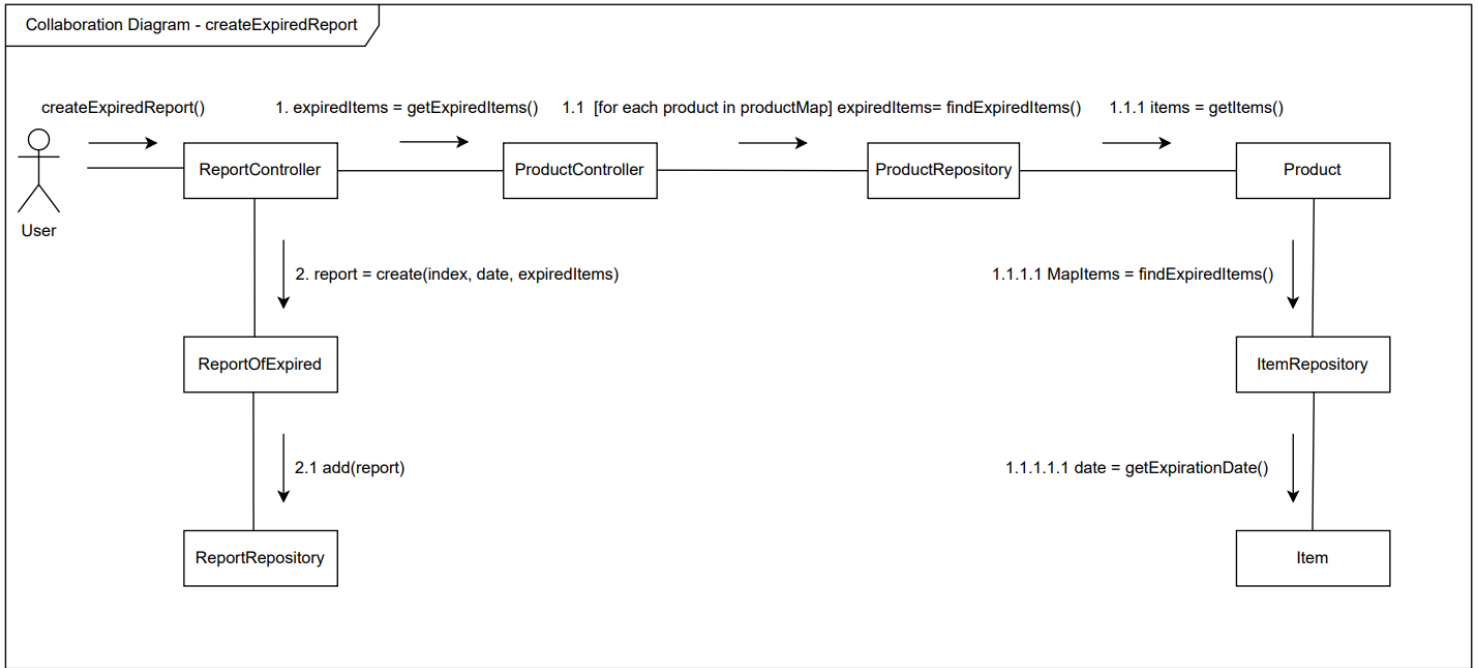 Collaboration Diagram - createExpiredReport
createExpiredReport()
1. expiredItems = getExpiredItems()
1.1 [for each product in productMap] expiredItems= findExpiredItems()
1.1.1 items = getItems()
User
ReportController
ProductController
ProductRepository
Product
2. report = create(index, date, expiredItems)
1.1.1.1 MapItems = findExpiredItems()
ReportOfExpired
ItemRepository
2.1 add(report)
1.1.1.1.1 date = getExpirationDate()
ReportRepository
Item